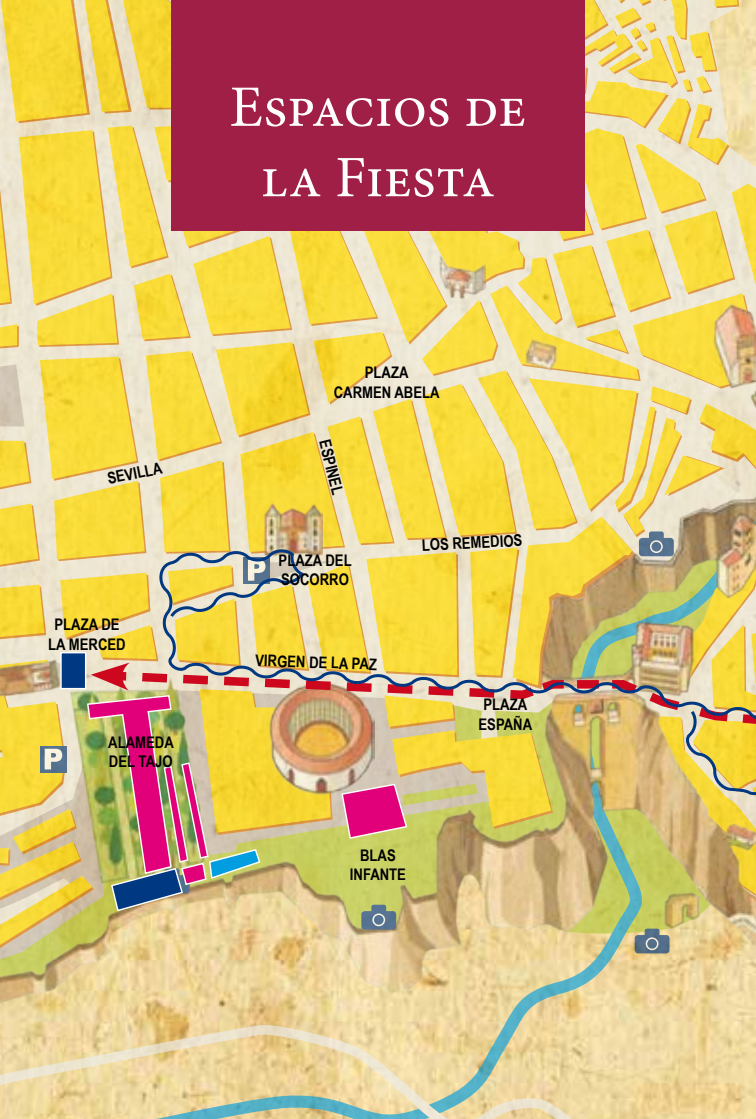 Espacios de
la Fiesta
PLAZA
CARMEN ABELA
ESPINEL
SEVILLA
LOS REMEDIOS
P
PLAZA DEL
SOCORRO
PLAZA DE
LA MERCED
VIRGEN DE LA PAZ
PLAZA
ESPAÑA
ALAMEDA
DEL TAJO
P
BLAS
INFANTE